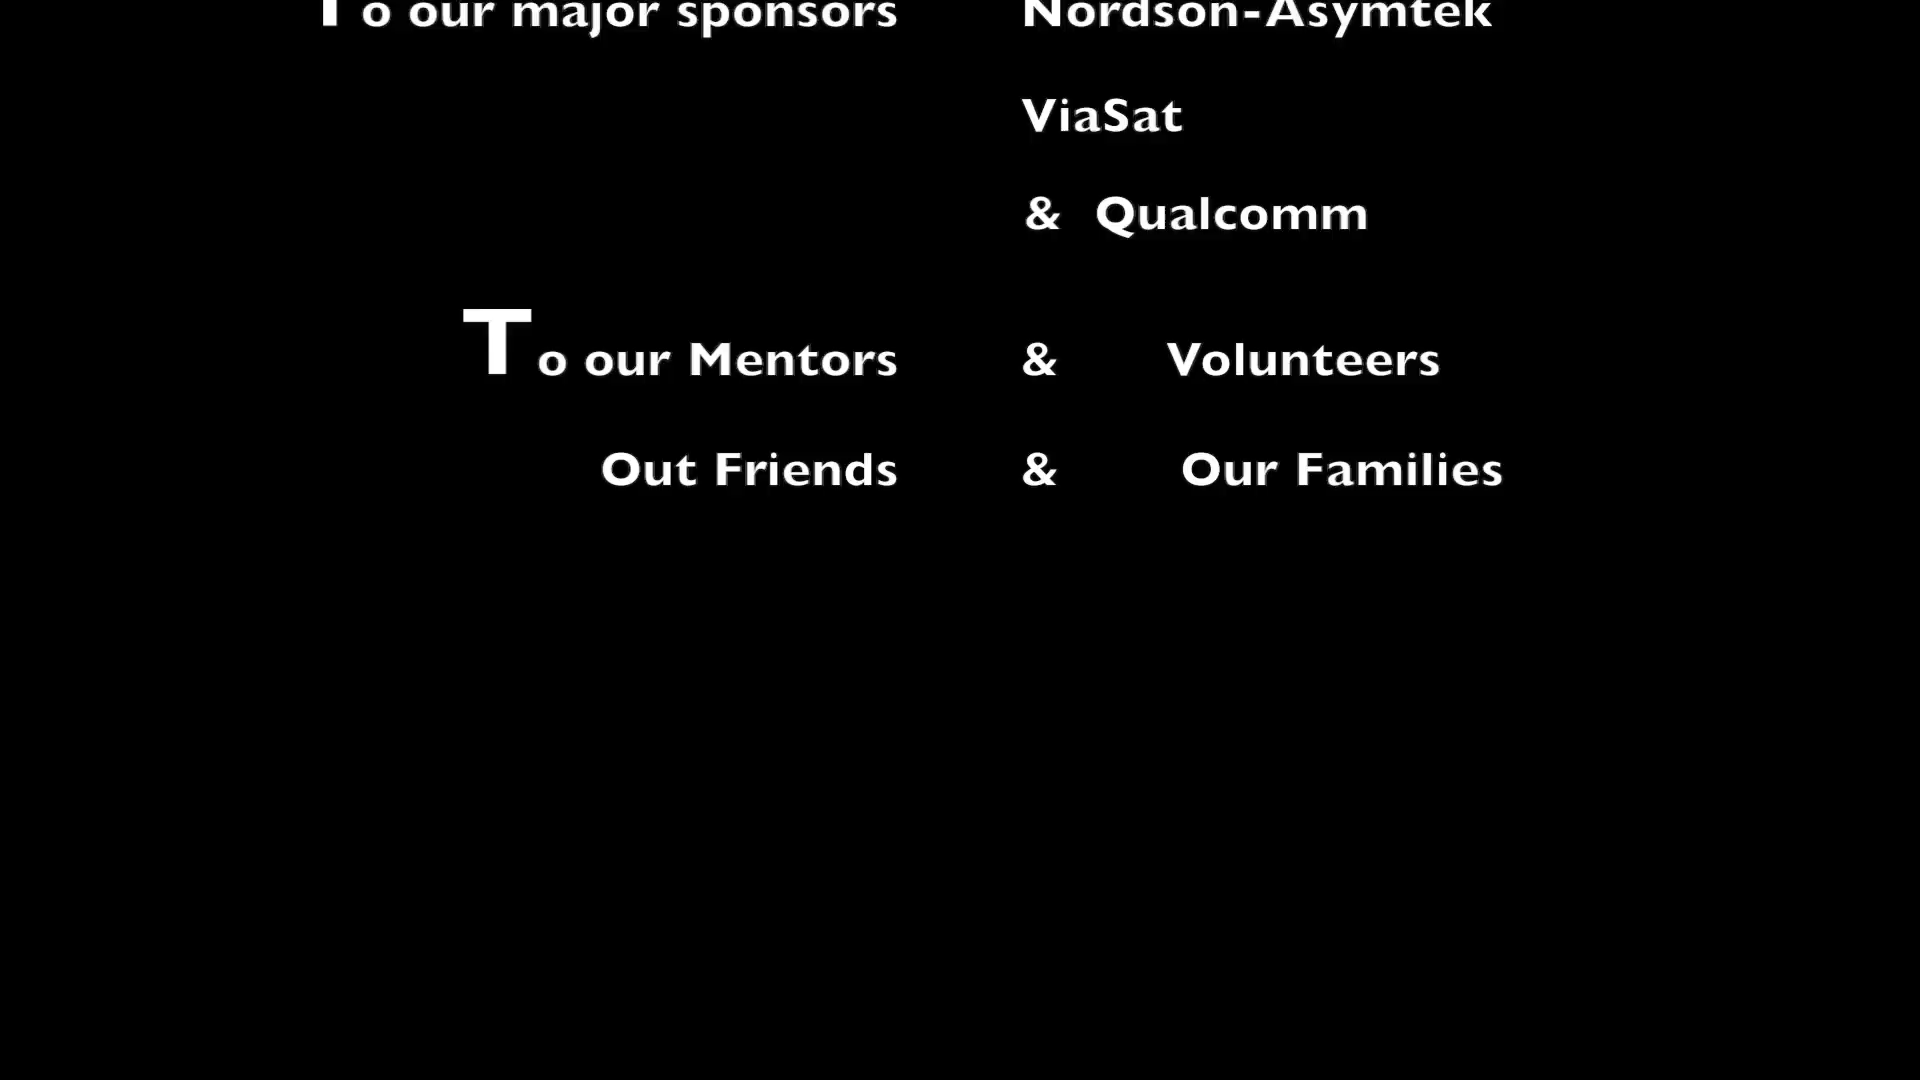 To our major sponsors Nordson-Asymtek
ViaSat
& Qualcomm
To our Mentors & Volunteers
Out Friends & Our Families